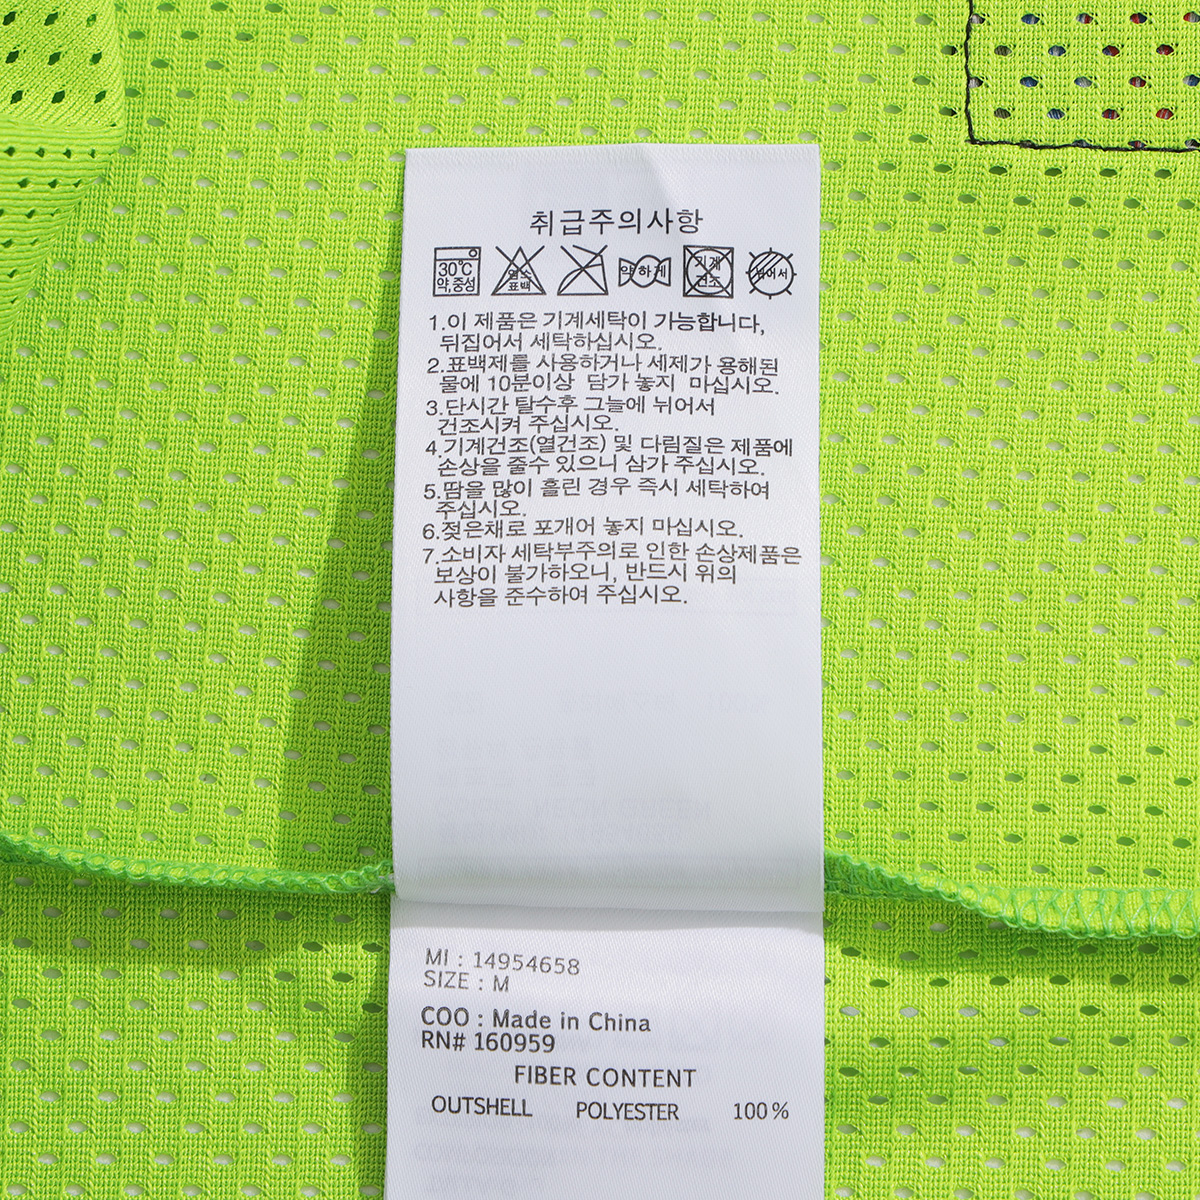 취급주의사항
30℃
약,중성
염소
표백
약하게
기계
건조
뉘어서
1.이 제품은 기계세탁이 가능합니다,
뒤집어서 세탁하십시오.
2.표백제를 사용하거나 세제가 용해된
물에 10분이상 담가 놓지 마십시오.
3.단시간 탈수후 그늘에 뉘어서
건조시켜 주십시오.
4.기계건조(열건조) 및 다림질은 제품에
손상을 줄수 있으니 삼가 주십시오.
5.땀을 많이 흘린 경우 즉시 세탁하여
주십시오.
6.젖은채로 포개어 놓지 마십시오.
7.소비자 세탁부주의로 인한 손상제품은
보상이 불가하오니, 반드시 위의
사항을 준수하여 주십시오.
MI : 14954658
SIZE : M
COO : Made in China
RN# 160959
FIBER CONTENT
OUTSHELL POLYESTER 100 %